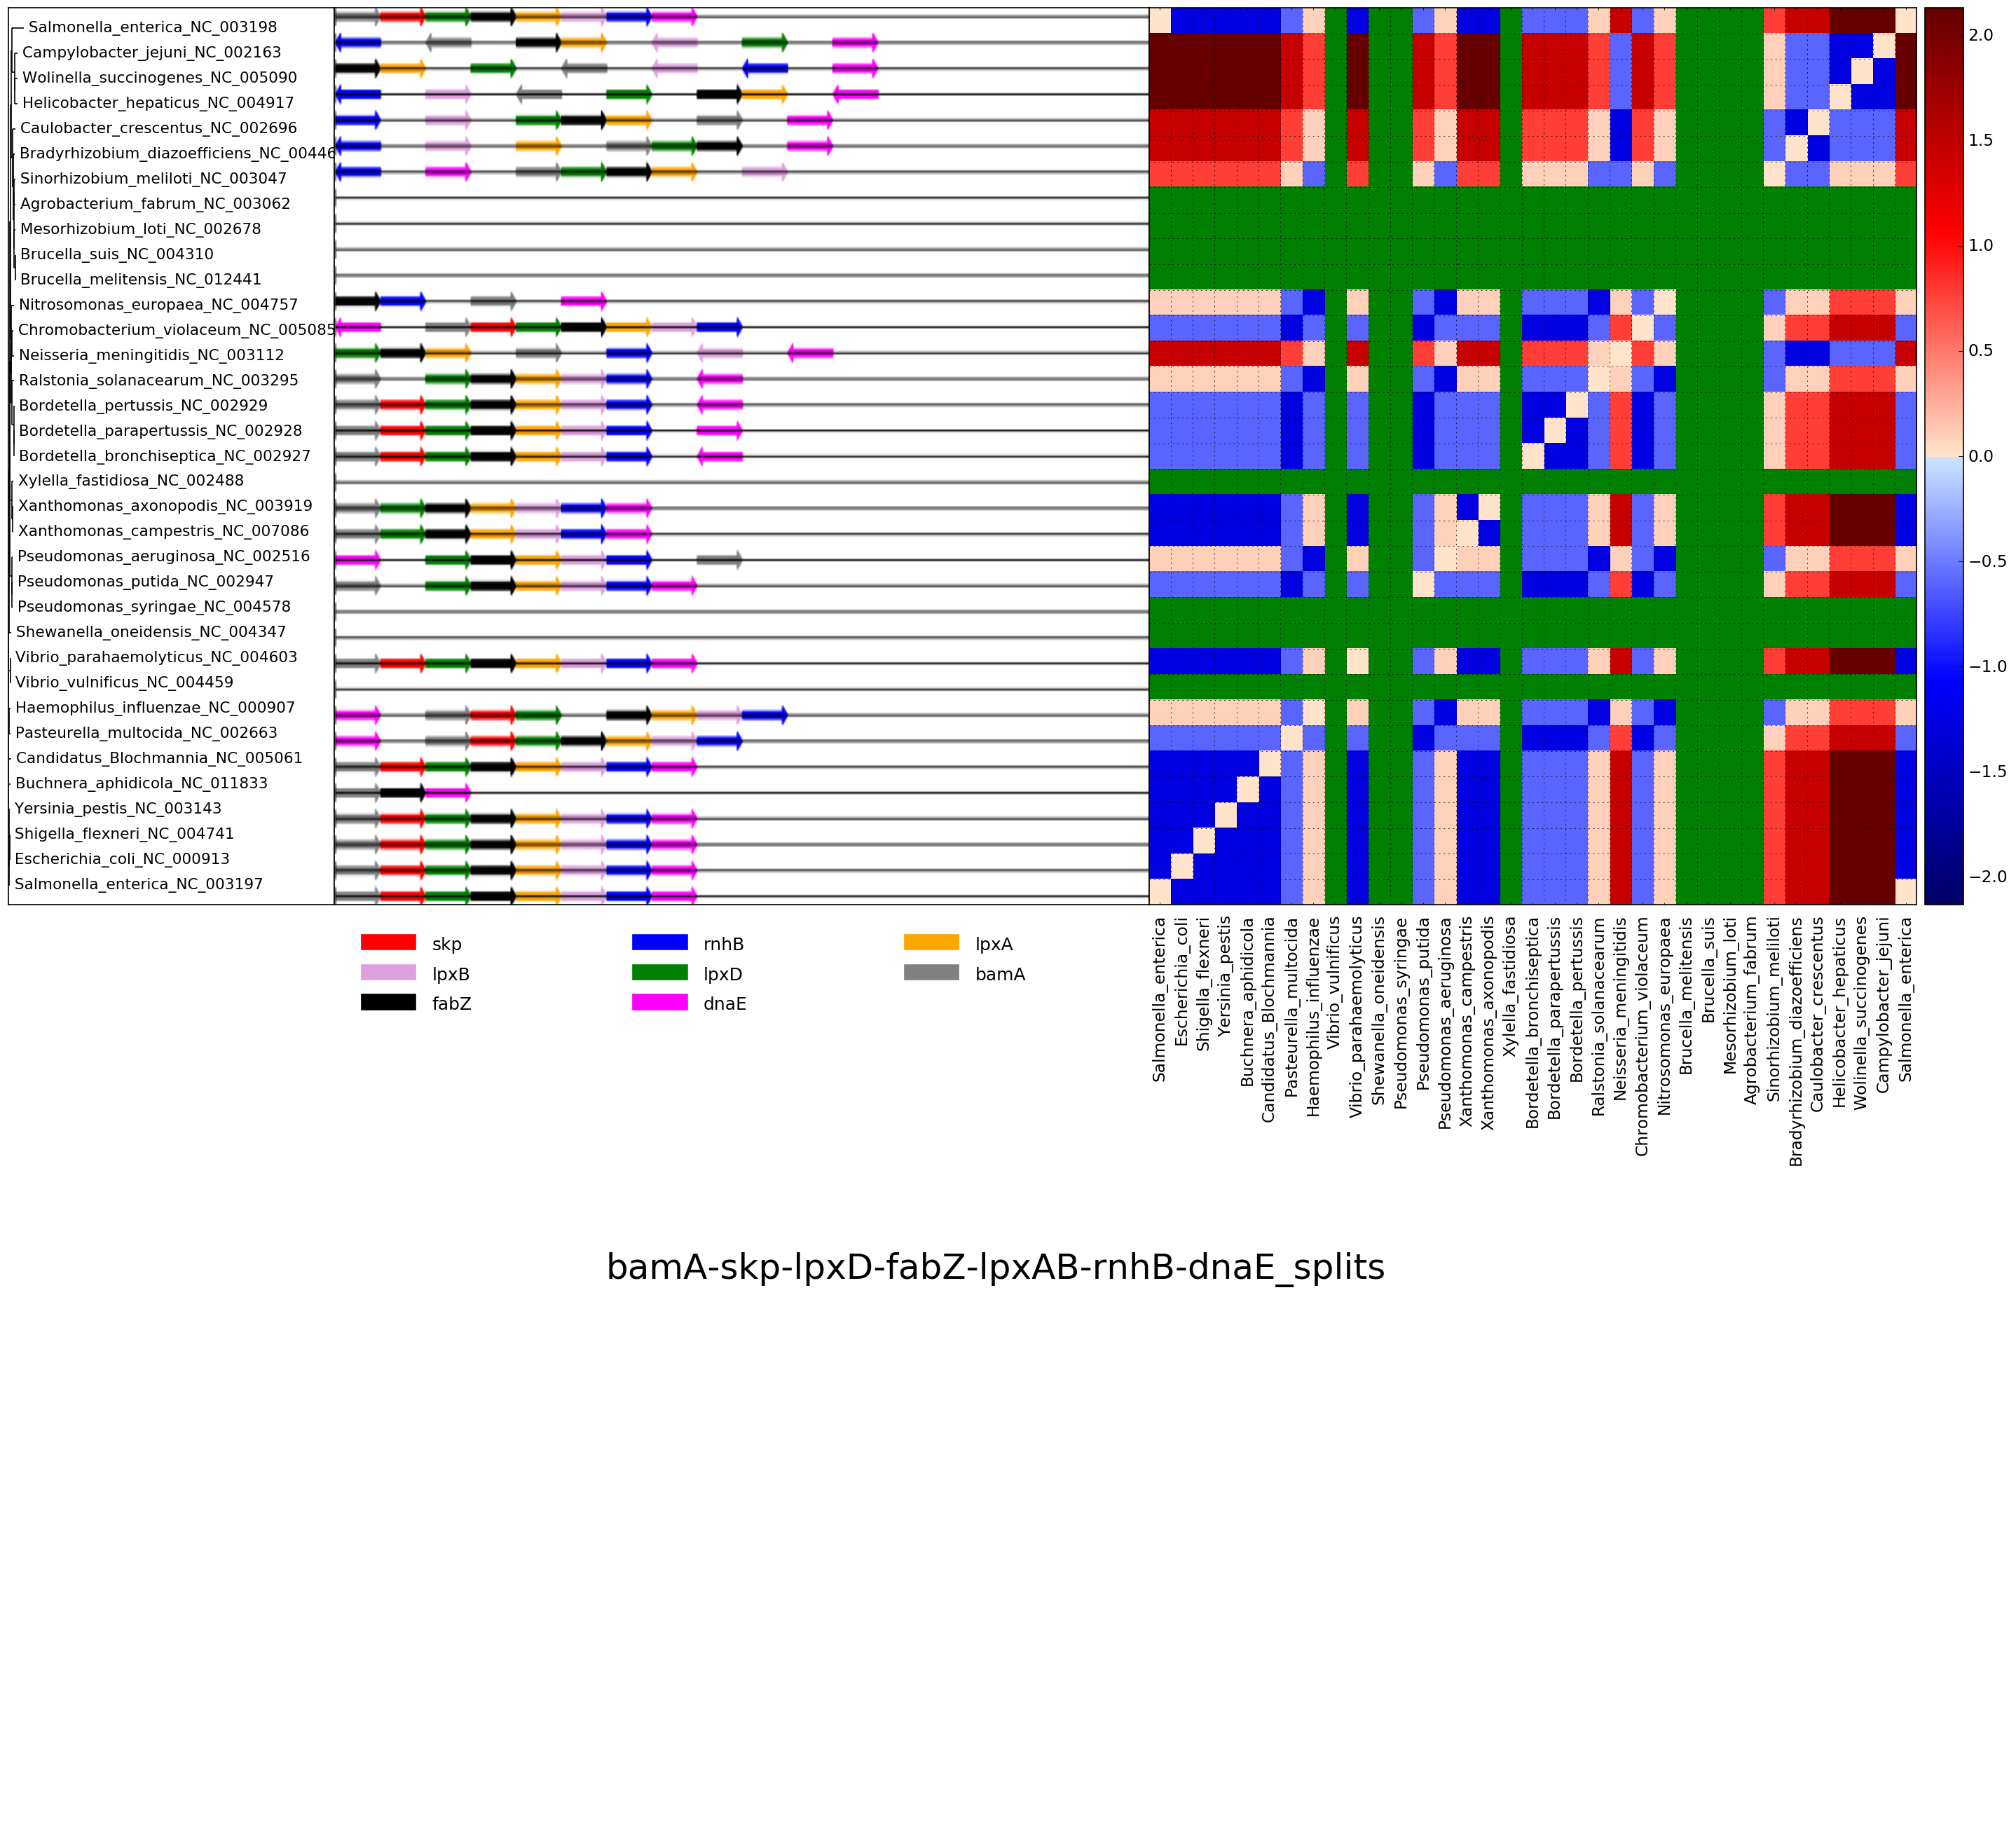 Salmonella_enterica_NC_003198
Campylobacter_jejuni_NC_002163
Wolinella_succinogenes_NC_005090
Helicobacter_hepaticus_NC_004917
Caulobacter_crescentus_NC_002696
Bradyrhizobium_diazoefficiens_NC_00446
Sinorhizobium_meliloti_NC_003047
Agrobacterium_fabrum_NC_003062
Mesorhizobium_loti_NC_002678
Brucella_suis_NC_004310
Brucella_melitensis_NC_012441
Nitrosomonas_europaea_NC_004757
Chromobacterium_violaceum_NC_005085
Neisseria_meningitidis_NC_003112
Ralstonia_solanacearum_NC_003295
Bordetella_pertussis_NC_002929
Bordetella_parapertussis_NC_002928
Bordetella_bronchiseptica_NC_002927
Xylella_fastidiosa_NC_002488
Xanthomonas_axonopodis_NC_003919
Xanthomonas_campestris_NC_007086
Pseudomonas_aeruginosa_NC_002516
Pseudomonas_putida_NC_002947
Pseudomonas_syringae_NC_004578
Shewanella_oneidensis_NC_004347
Vibrio_parahaemolyticus_NC_004603
Vibrio_vulnificus_NC_004459
Haemophilus_influenzae_NC_000907
Pasteurella_multocida_NC_002663
Candidatus_Blochmannia_NC_005061
Buchnera_aphidicola_NC_011833
Yersinia_pestis_NC_003143
Shigella_flexneri_NC_004741
Escherichia_coli_NC_000913
Salmonella_enterica_NC_003197
2.0
1.5
1.0
0.5
0.0
−0.5
−1.0
−1.5
−2.0
Salmonella_enterica
Escherichia_coli
Shigella_flexneri
Yersinia_pestis
Buchnera_aphidicola
Candidatus_Blochmannia
Pasteurella_multocida
Haemophilus_influenzae
Vibrio_vulnificus
Vibrio_parahaemolyticus
Shewanella_oneidensis
Pseudomonas_syringae
Pseudomonas_putida
Pseudomonas_aeruginosa
Xanthomonas_campestris
Xanthomonas_axonopodis
Xylella_fastidiosa
Bordetella_bronchiseptica
Bordetella_parapertussis
Bordetella_pertussis
Ralstonia_solanacearum
Neisseria_meningitidis
Chromobacterium_violaceum
Nitrosomonas_europaea
Brucella_melitensis
Brucella_suis
Mesorhizobium_loti
Agrobacterium_fabrum
Sinorhizobium_meliloti
Bradyrhizobium_diazoefficiens
Caulobacter_crescentus
Helicobacter_hepaticus
Wolinella_succinogenes
Campylobacter_jejuni
Salmonella_enterica
skp rnhB lpxA
lpxB lpxD bamA
fabZ dnaE
bamA-skp-lpxD-fabZ-lpxAB-rnhB-dnaE_splits